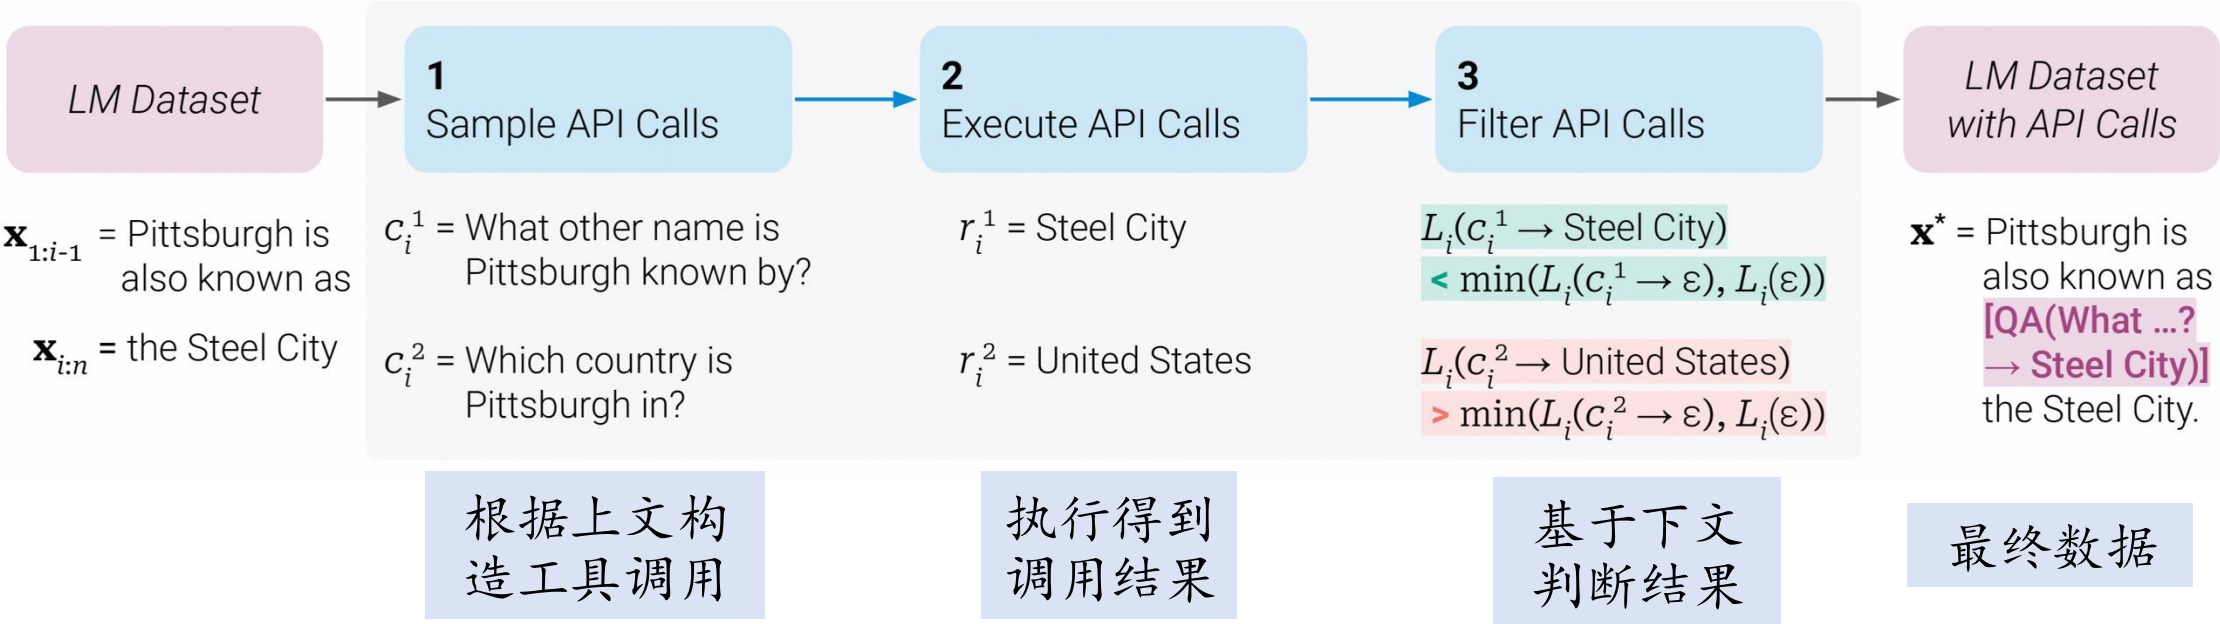 LM Dataset
1
Sample API Calls
2
Execute API Calls
3
Filter API Calls
LM Dataset
with API Calls
x1:i-1 = Pittsburgh is
also known as
xi:n = the Steel City
ci1 = What other name is
Pittsburgh known by?
ci2 = Which country is
Pittsburgh in?
ri1 = Steel City
ri2 = United States
Li(ci1 → Steel City)
< min(Li(ci1 → ε), Li(ε))
Li(ci2 → United States)
> min(Li(ci2 → ε), Li(ε))
x* = Pittsburgh is
also known as
[QA(What ...?
→ Steel City)]
the Steel City.
根据上文构
造工具调用
执行得到
调用结果
基于下文
判断结果
最终数据